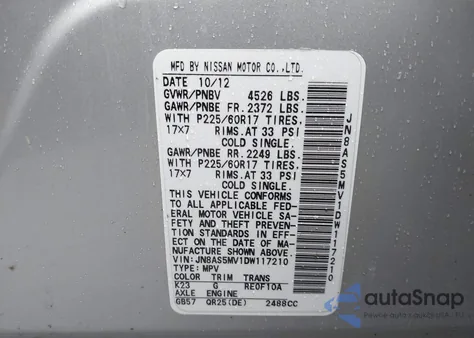 MFD BY NISSAN MOTOR CO.,LTD.
DATE 10/12
GVWR/PNBV 4526 LBS.
GAWR/PNBE FR. 2372 LBS.
WITH P225/60R17 TIRES,
17X7 RIMS. AT 33 PSI
COLD SINGLE.
GAWR/PNBE RR. 2249 LBS.
WITH P225/60R17 TIRES,
17X7 RIMS. AT 33 PSI
COLD SINGLE.
THIS VEHICLE CONFORMS
TO ALL APPLICABLE FED-
ERAL MOTOR VEHICLE SA-
FETY AND THEFT PREVEN-
TION STANDARDS IN EFF-
ECT ON THE DATE OF MA-
NUFACTURE SHOWN ABOVE.
VIN: JN8AS5MV1DW117210
TYPE: MPV
COLOR TRIM TRANS
K23 G RE0F10A
AXLE ENGINE
GB57 QR25(DE) 2488CC
JN8AS5MV1DW117210
autoSnap